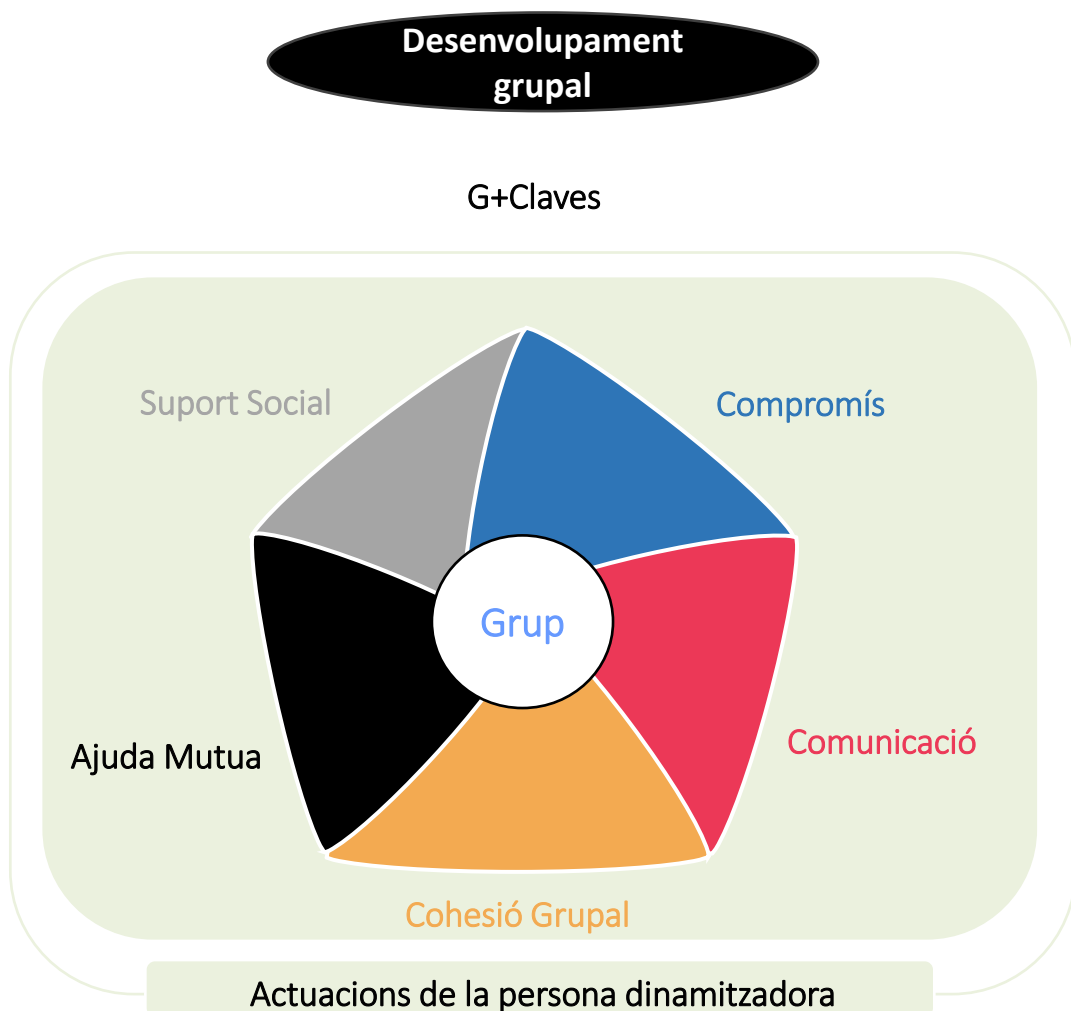 Desenvolupament
grupal
G+Claves
Suport Social
Compromís
Grup
Ajuda Mutua
Comunicació
Cohesió Grupal
Actuacions de la persona dinamitzadora